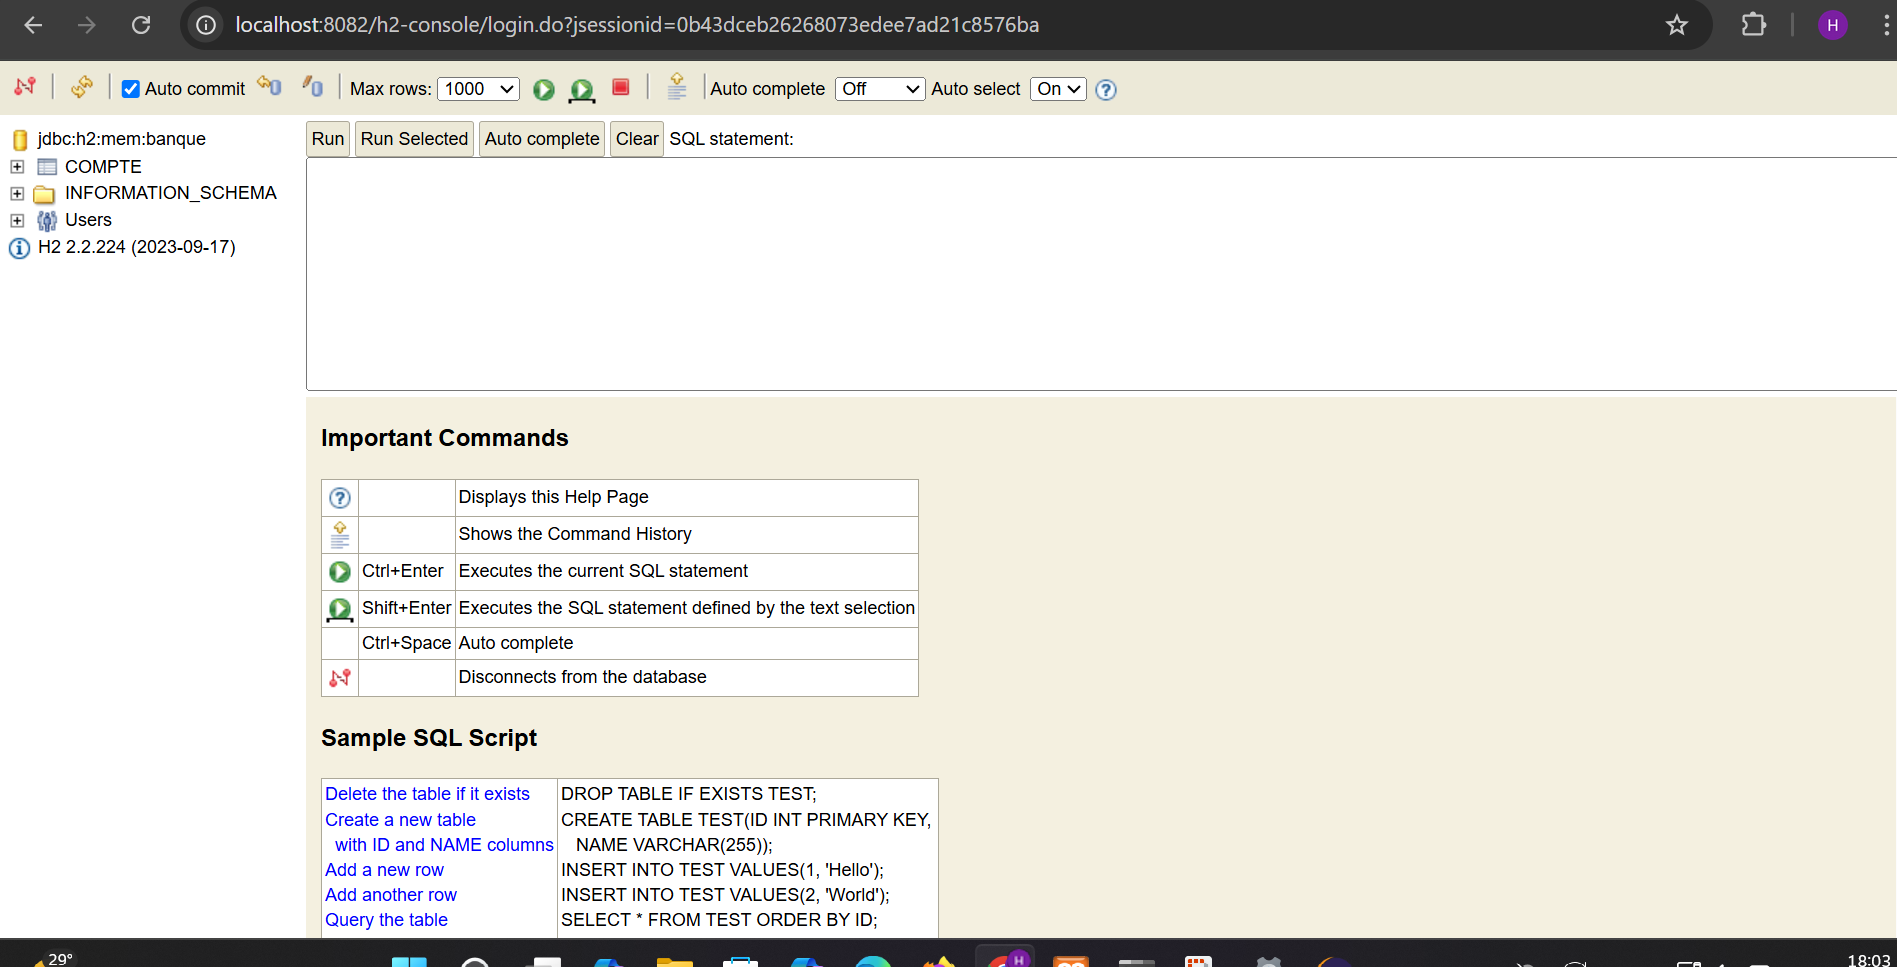 localhost:8082/h2-console/login.do?jsessionid=0b43dceb26268073edee7ad21c8576ba
H
Auto commit Max rows: 1000 Auto complete Off Auto select On
jdbc:h2:mem:banque
COMPTE
INFORMATION_SCHEMA
Users
H2 2.2.224 (2023-09-17)
Run Run Selected Auto complete Clear SQL statement:
Important Commands
Displays this Help Page
Shows the Command History
Ctrl+Enter Executes the current SQL statement
Shift+Enter Executes the SQL statement defined by the text selection
Ctrl+Space Auto complete
Disconnects from the database
Sample SQL Script
Delete the table if it exists DROP TABLE IF EXISTS TEST;
Create a new table CREATE TABLE TEST(ID INT PRIMARY KEY,
with ID and NAME columns NAME VARCHAR(255));
Add a new row INSERT INTO TEST VALUES(1, 'Hello');
Add another row INSERT INTO TEST VALUES(2, 'World');
Query the table SELECT * FROM TEST ORDER BY ID;
29°
H
18:03